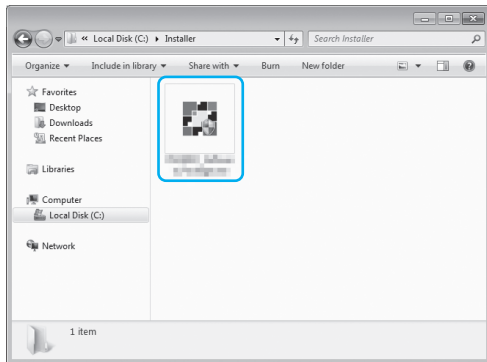 « Local Disk (C:) ▸ Installer
Search Installer
Organize ▼ Include in library ▼ Share with ▼ Burn New folder
Favorites
Desktop
Downloads
Recent Places
Libraries
Computer
Local Disk (C:)
Network
1 item